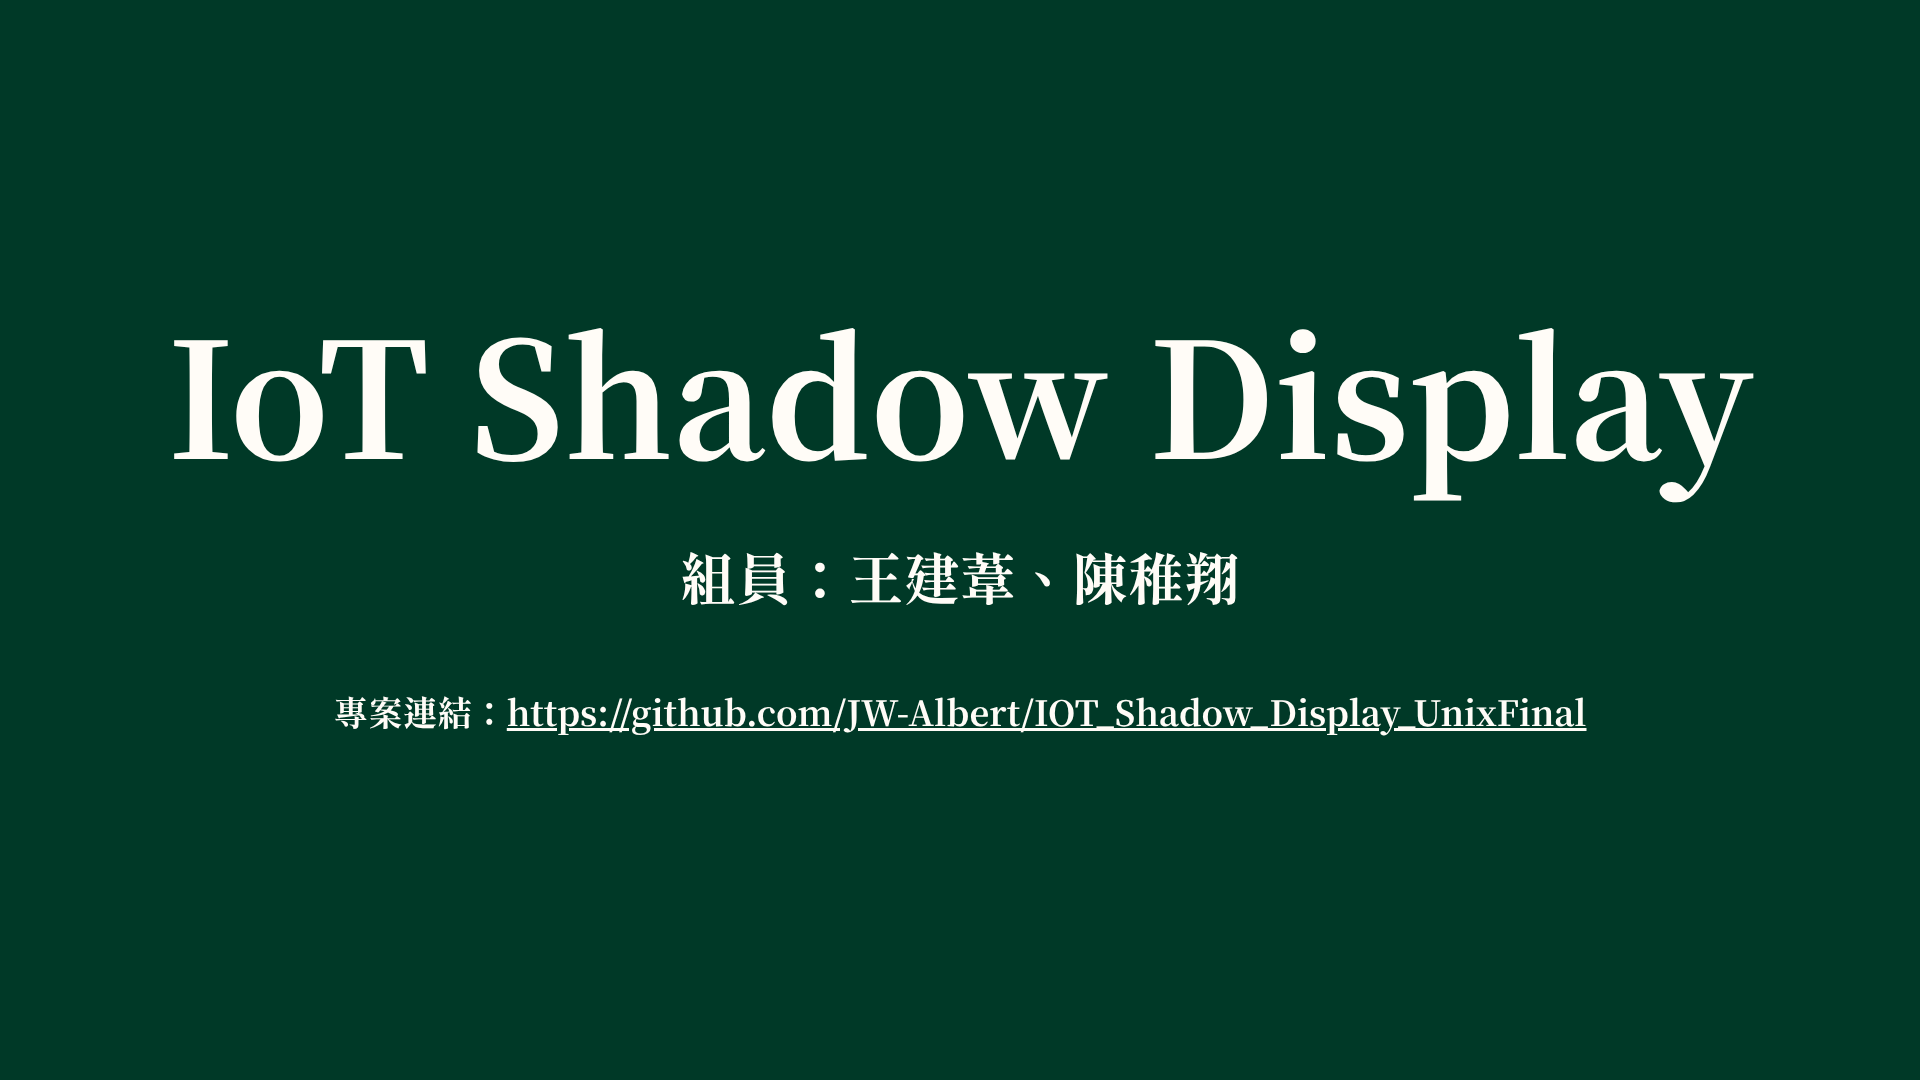 IoT Shadow Display
組員：王建葦、陳稚翔
專案連結：https://github.com/JW-Albert/IOT_Shadow_Display_UnixFinal